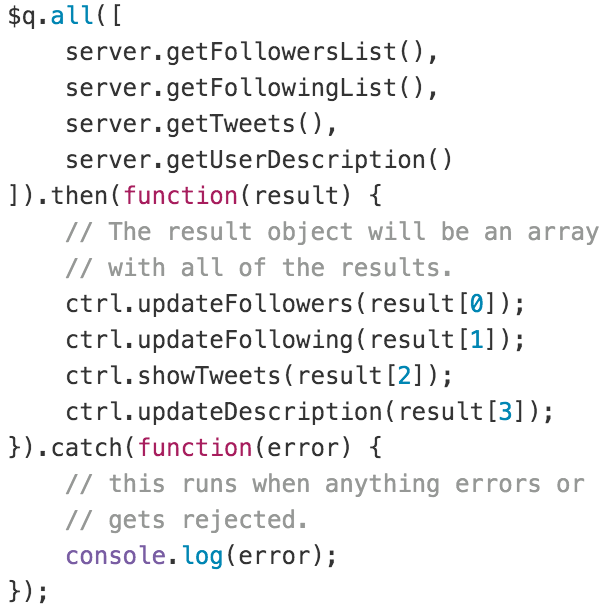 $q.all([
    server.getFollowersList(),
    server.getFollowingList(),
    server.getTweets(),
    server.getUserDescription()
]).then(function(result) {
    // The result object will be an array
    // with all of the results.
    ctrl.updateFollowers(result[0]);
    ctrl.updateFollowing(result[1]);
    ctrl.showTweets(result[2]);
    ctrl.updateDescription(result[3]);
}).catch(function(error) {
    // this runs when anything errors or
    // gets rejected.
    console.log(error);
});